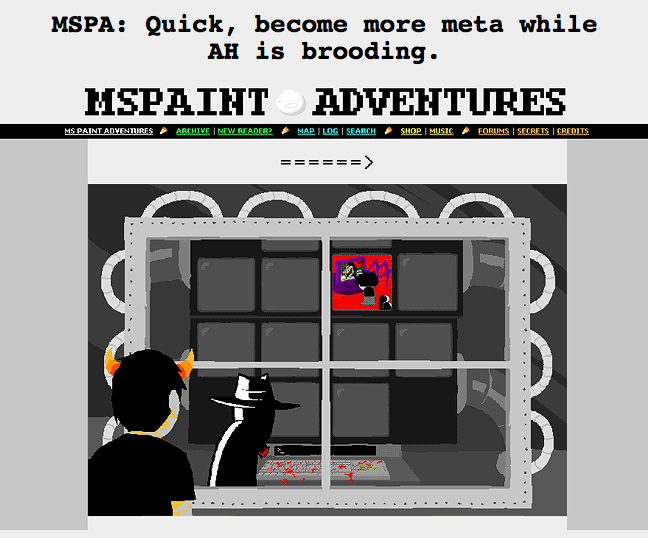 MSPA: Quick, become more meta while
AH is brooding.
MSPAINT ADVENTURES
MS PAINT ADVENTURES ARCHIVE | NEW READER? MAP | LOG | SEARCH SHOP | MUSIC FORUMS | SECRETS | CREDITS
======>
>_